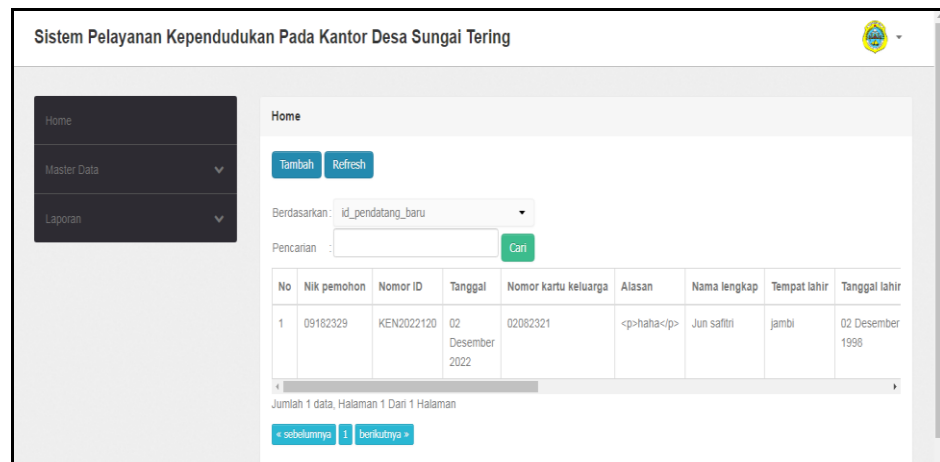 Sistem Pelayanan Kependudukan Pada Kantor Desa Sungai Tering
Home
Master Data
Laporan
Home
Tambah Refresh
Berdasarkan : id_pendatang_baru
Pencarian : Cari
No Nik pemohon Nomor ID Tanggal Nomor kartu keluarga Alasan Nama lengkap Tempat lahir Tanggal lahir
1 09182329 KEN2022120 02 02082321 <p>haha</p> Jun safitri jambi 02 Desember
Desember 1998
2022
Jumlah 1 data, Halaman 1 Dari 1 Halaman
« sebelumnya 1 berikutnya »